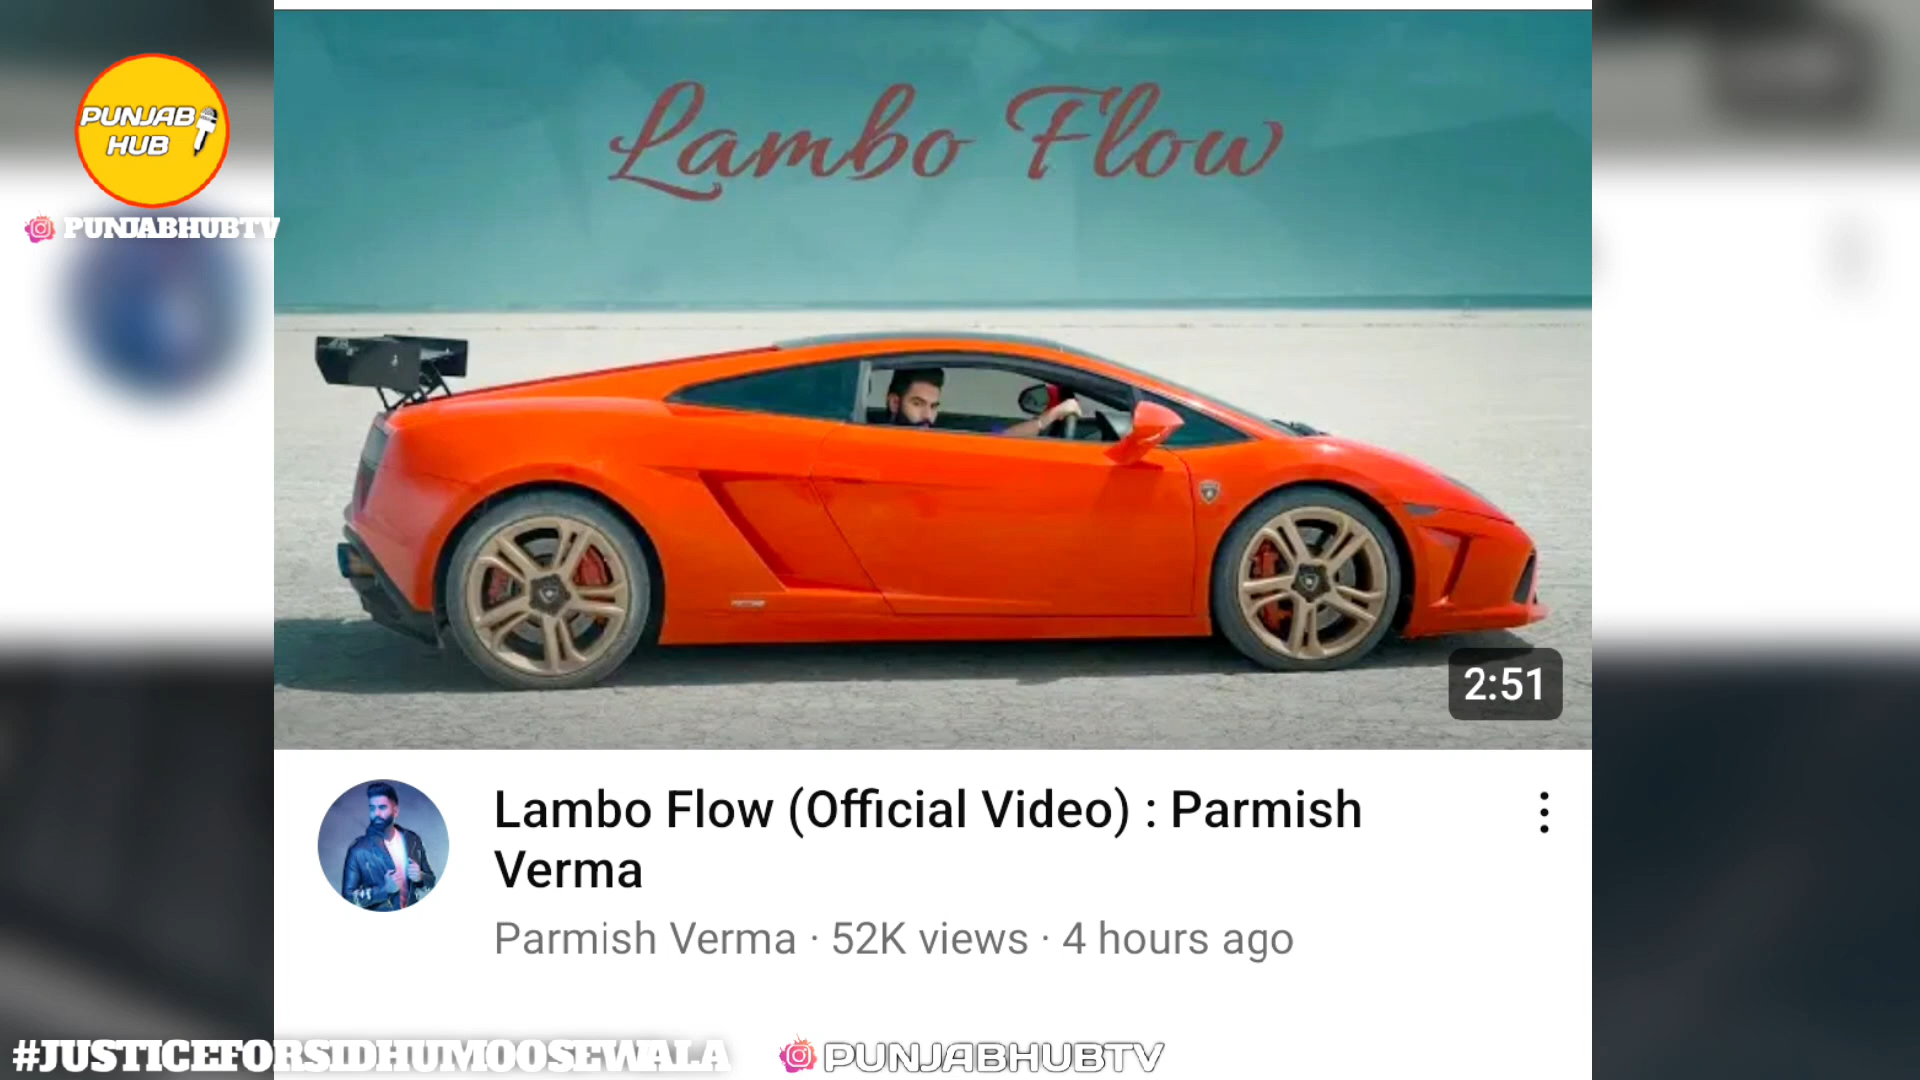 PUNJAB
HUB
PUNJABHUBTV
Lambo Flow
2:51
Lambo Flow (Official Video) : Parmish
Verma
Parmish Verma · 52K views · 4 hours ago
#JUSTICEFORSIDHUMOOSEWALA
PUNJABHUBTV